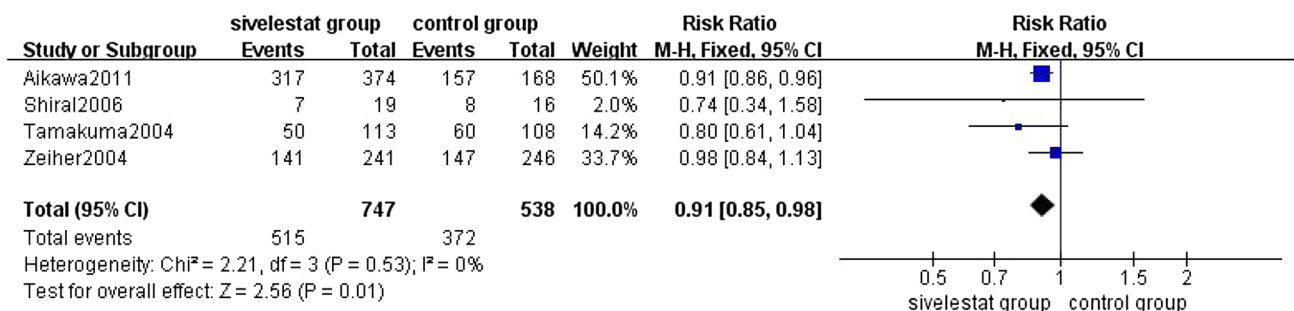 sivelestat group control group Risk Ratio Risk Ratio
Study or Subgroup Events Total Events Total Weight M-H, Fixed, 95% CI M-H, Fixed, 95% CI
Aikawa2011 317 374 157 168 50.1% 0.91 [0.86, 0.96]
Shiral2006 7 19 8 16 2.0% 0.74 [0.34, 1.58]
Tamakuma2004 50 113 60 108 14.2% 0.80 [0.61, 1.04]
Zeiher2004 141 241 147 246 33.7% 0.98 [0.84, 1.13]
Total (95% CI) 747 538 100.0% 0.91 [0.85, 0.98]
Total events 515 372
Heterogeneity: Chi² = 2.21, df = 3 (P = 0.53); I² = 0%
Test for overall effect: Z = 2.56 (P = 0.01)
0.5 0.7 1 1.5 2
sivelestat group control group